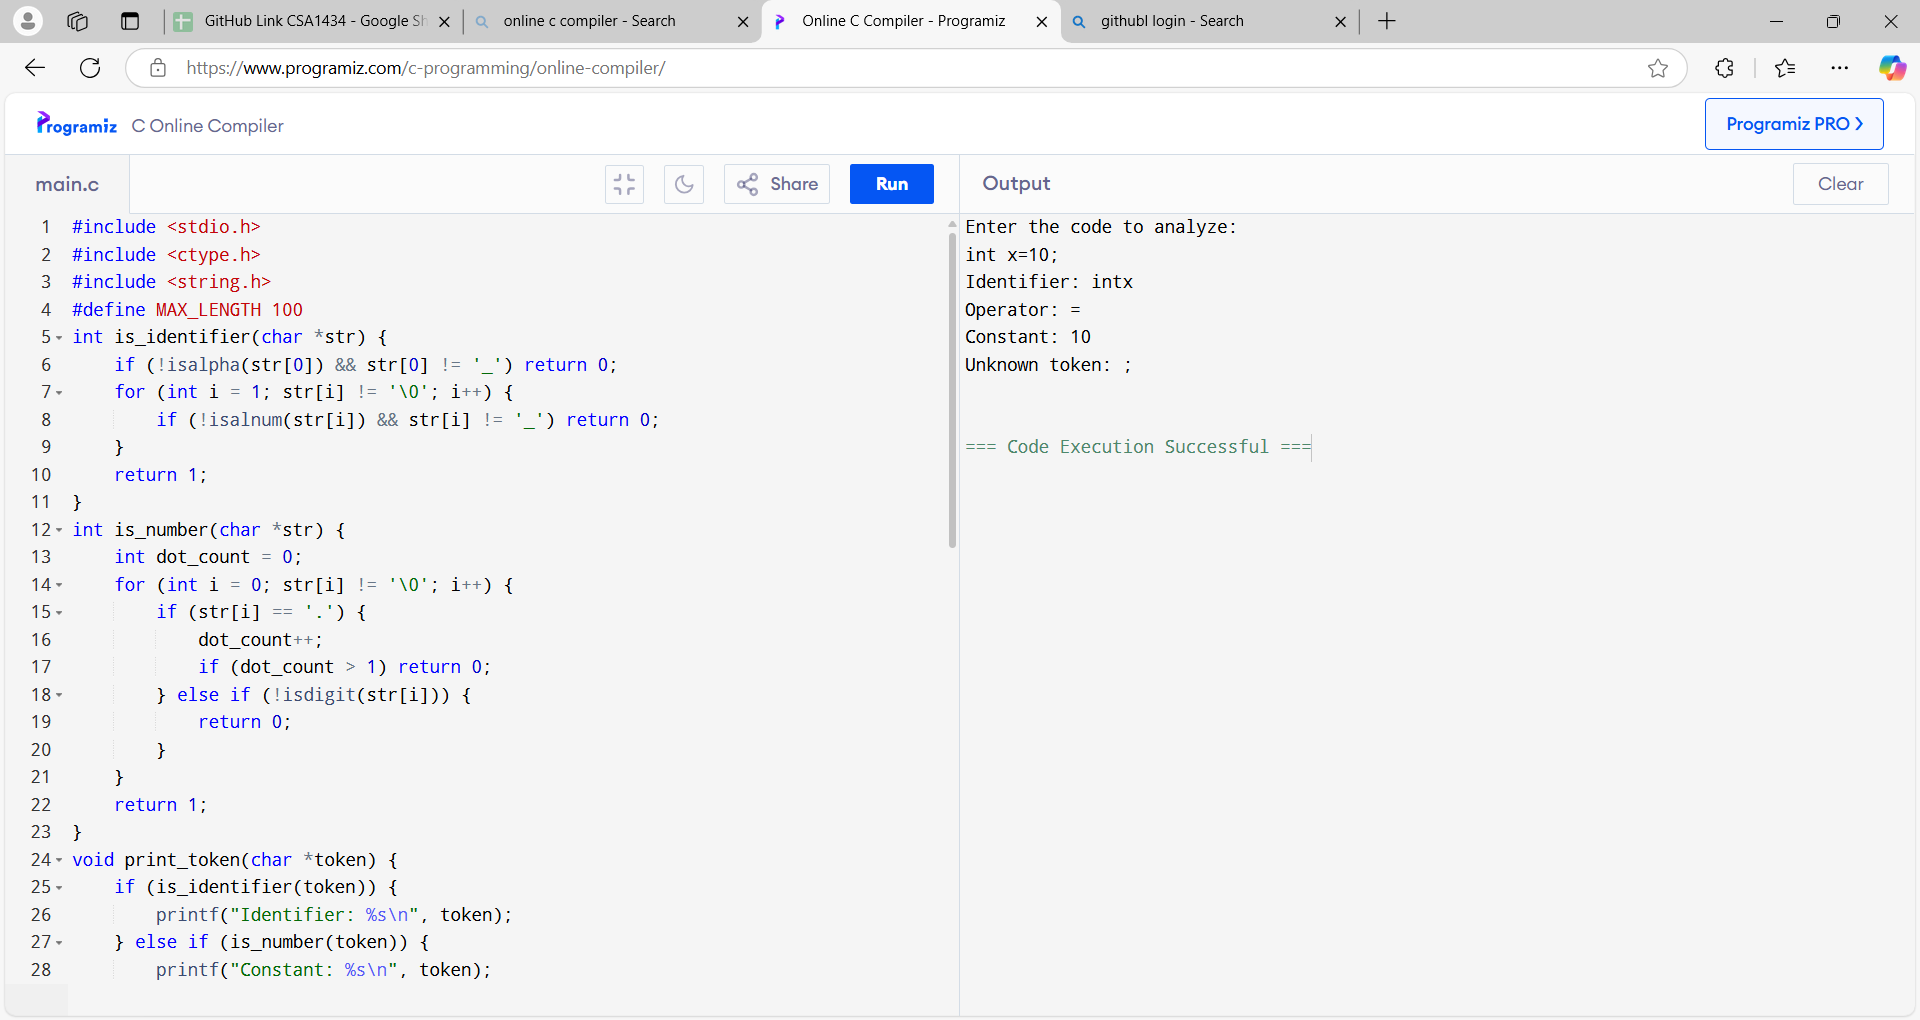 GitHub Link CSA1434 - Google Sh
online c compiler - Search
Online C Compiler - Programiz
githubl login - Search
https://www.programiz.com/c-programming/online-compiler/
Programiz C Online Compiler
Programiz PRO >
main.c
Share
Run
Output
Clear
1 #include <stdio.h>
2 #include <ctype.h>
3 #include <string.h>
4 #define MAX_LENGTH 100
5 int is_identifier(char *str) {
6     if (!isalpha(str[0]) && str[0] != '_') return 0;
7     for (int i = 1; str[i] != '\0'; i++) {
8         if (!isalnum(str[i]) && str[i] != '_') return 0;
9     }
10     return 1;
11 }
12 int is_number(char *str) {
13     int dot_count = 0;
14     for (int i = 0; str[i] != '\0'; i++) {
15         if (str[i] == '.') {
16             dot_count++;
17             if (dot_count > 1) return 0;
18         } else if (!isdigit(str[i])) {
19             return 0;
20         }
21     }
22     return 1;
23 }
24 void print_token(char *token) {
25     if (is_identifier(token)) {
26         printf("Identifier: %s\n", token);
27     } else if (is_number(token)) {
28         printf("Constant: %s\n", token);
Enter the code to analyze:
int x=10;
Identifier: intx
Operator: =
Constant: 10
Unknown token: ;
=== Code Execution Successful ===